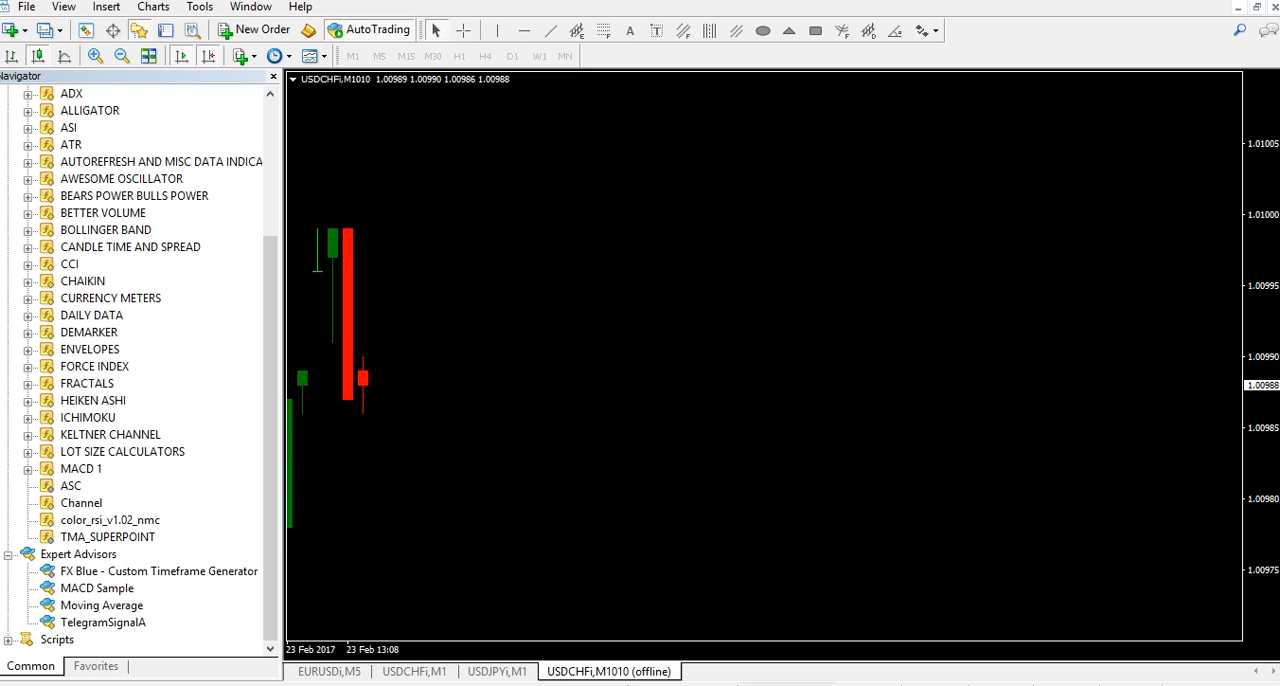 File View Insert Charts Tools Window Help
New Order AutoTrading
A T
M1 M5 M15 M30 H1 H4 D1 W1 MN
Navigator
ADX
ALLIGATOR
ASI
ATR
AUTOREFRESH AND MISC DATA INDICA
AWESOME OSCILLATOR
BEARS POWER BULLS POWER
BETTER VOLUME
BOLLINGER BAND
CANDLE TIME AND SPREAD
CCI
CHAIKIN
CURRENCY METERS
DAILY DATA
DEMARKER
ENVELOPES
FORCE INDEX
FRACTALS
HEIKEN ASHI
ICHIMOKU
KELTNER CHANNEL
LOT SIZE CALCULATORS
MACD 1
ASC
Channel
color_rsi_v1.02_nmc
TMA_SUPERPOINT
Expert Advisors
FX Blue - Custom Timeframe Generator
MACD Sample
Moving Average
TelegramSignalA
Scripts
Common Favorites
USDCHFi,M1010 1.00989 1.00990 1.00986 1.00988
1.01005
1.01000
1.00995
1.00990
1.00988
1.00985
1.00980
1.00975
23 Feb 2017 23 Feb 13:08
EURUSDi,M5 USDCHFi,M1 USDJPYi,M1 USDCHFi,M1010 (offline)